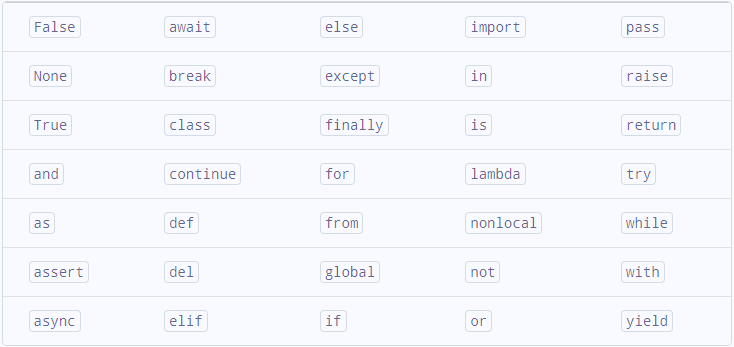 False await else import pass
None break except in raise
True class finally is return
and continue for lambda try
as def from nonlocal while
assert del global not with
async elif if or yield